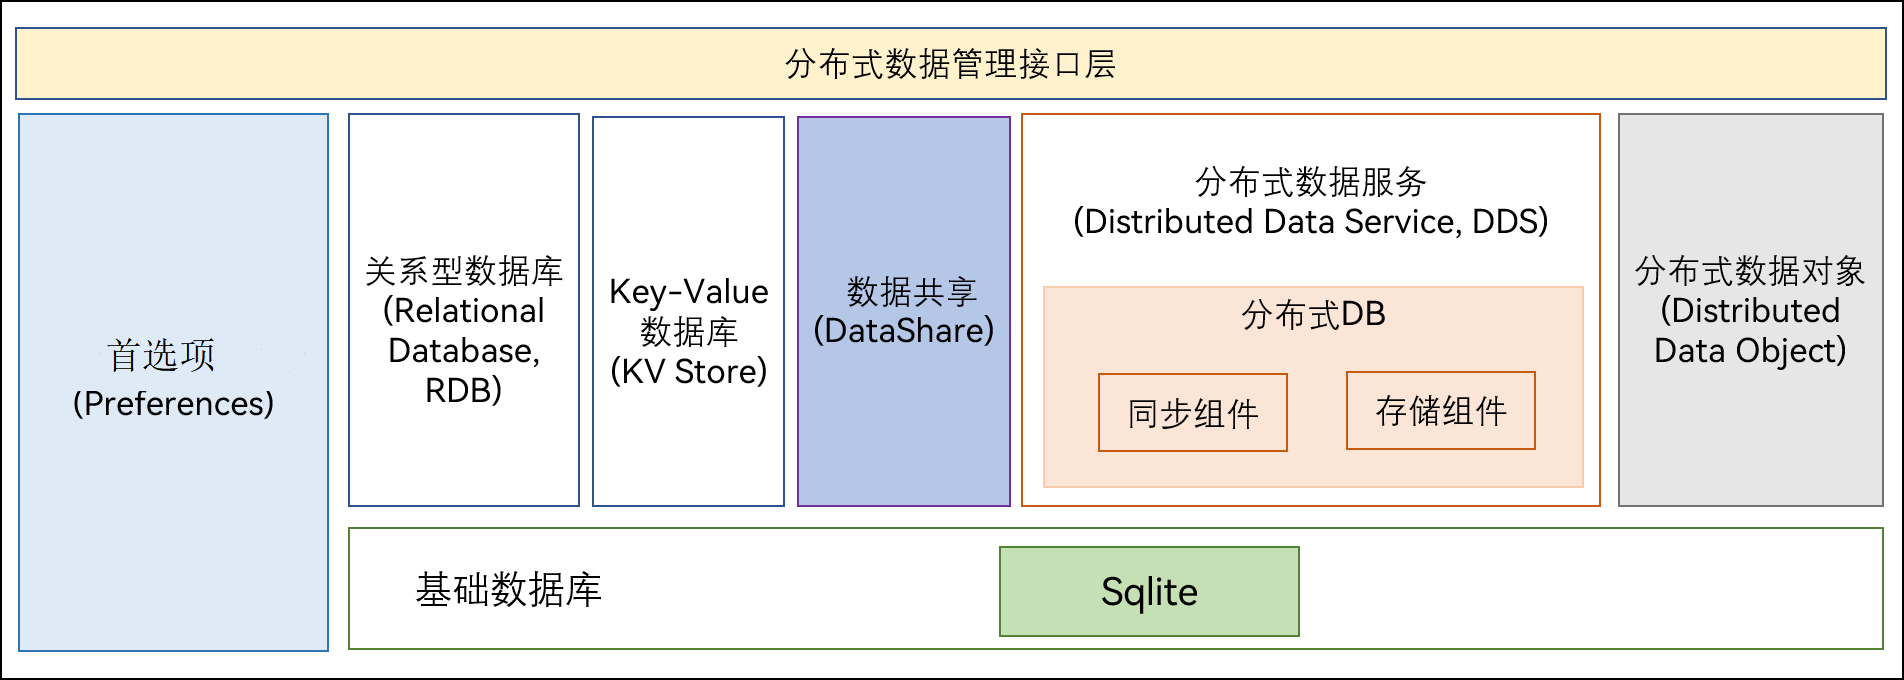 分布式数据管理接口层
首选项
(Preferences)
关系型数据库
(Relational
Database,
RDB)
Key-Value
数据库
(KV Store)
数据共享
(DataShare)
分布式数据服务
(Distributed Data Service, DDS)
分布式DB
同步组件
存储组件
分布式数据对象
(Distributed
Data Object)
基础数据库
Sqlite